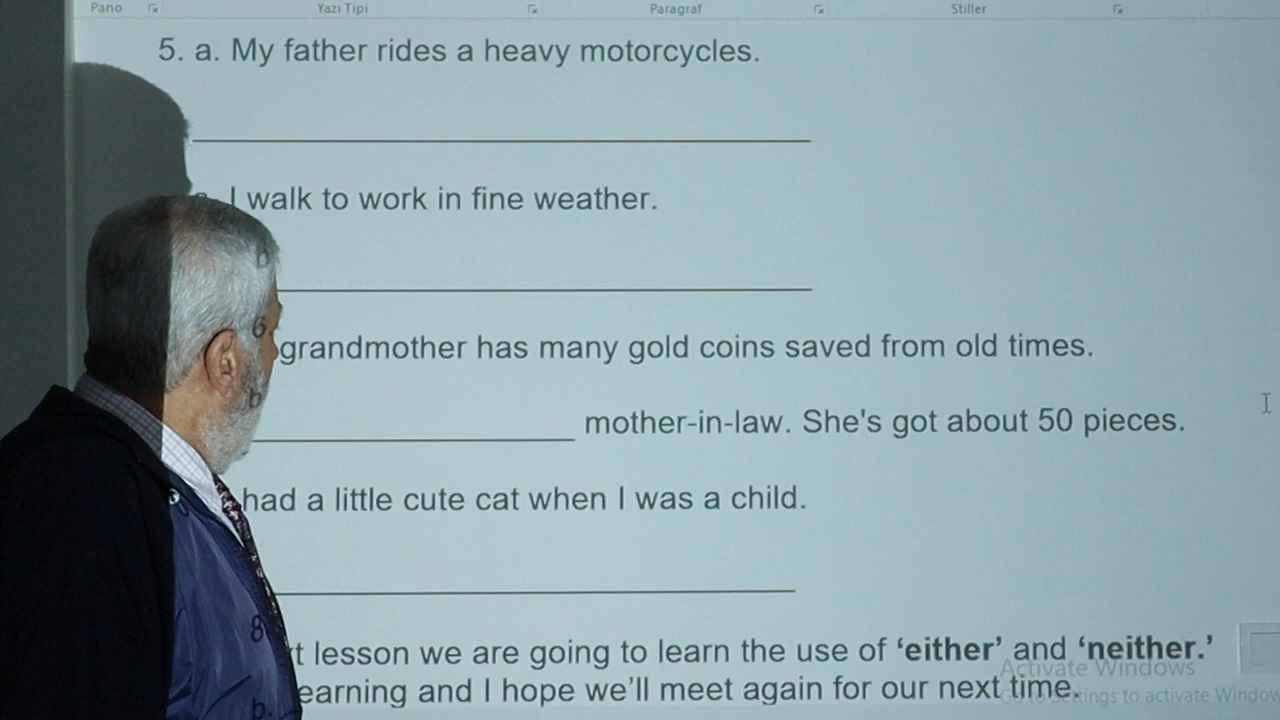 Pano Yazı Tipi Paragraf Stiller
5. a. My father rides a heavy motorcycles.
I walk to work in fine weather.
grandmother has many gold coins saved from old times.
mother-in-law. She's got about 50 pieces.
had a little cute cat when I was a child.
lesson we are going to learn the use of ‘either’ and ‘neither.’
and I hope we’ll meet again for our next time.
Activate Windows
to activate